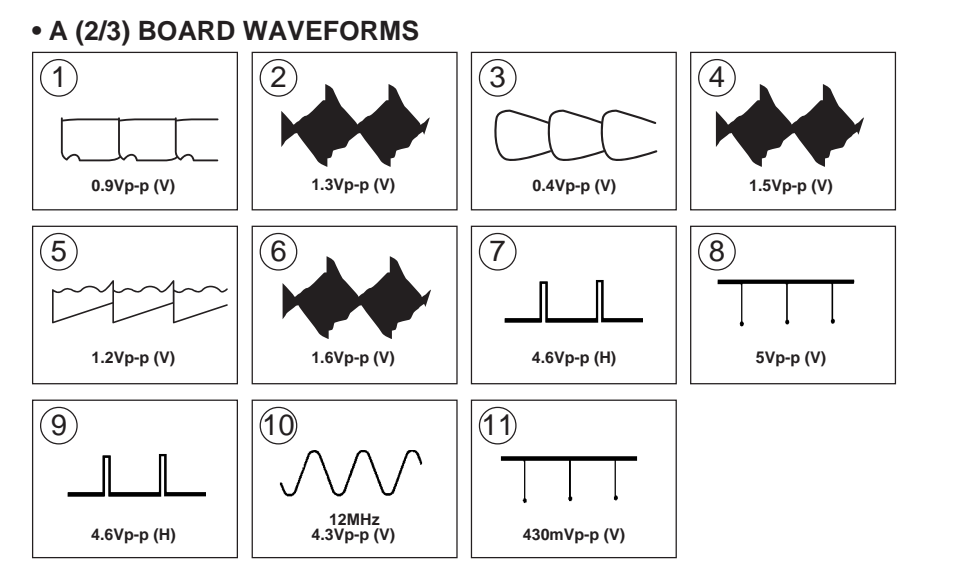 • A (2/3) BOARD WAVEFORMS
1
0.9Vp-p (V)
2
1.3Vp-p (V)
3
0.4Vp-p (V)
4
1.5Vp-p (V)
5
1.2Vp-p (V)
6
1.6Vp-p (V)
7
4.6Vp-p (H)
8
5Vp-p (V)
9
4.6Vp-p (H)
10
12MHz
4.3Vp-p (V)
11
430mVp-p (V)